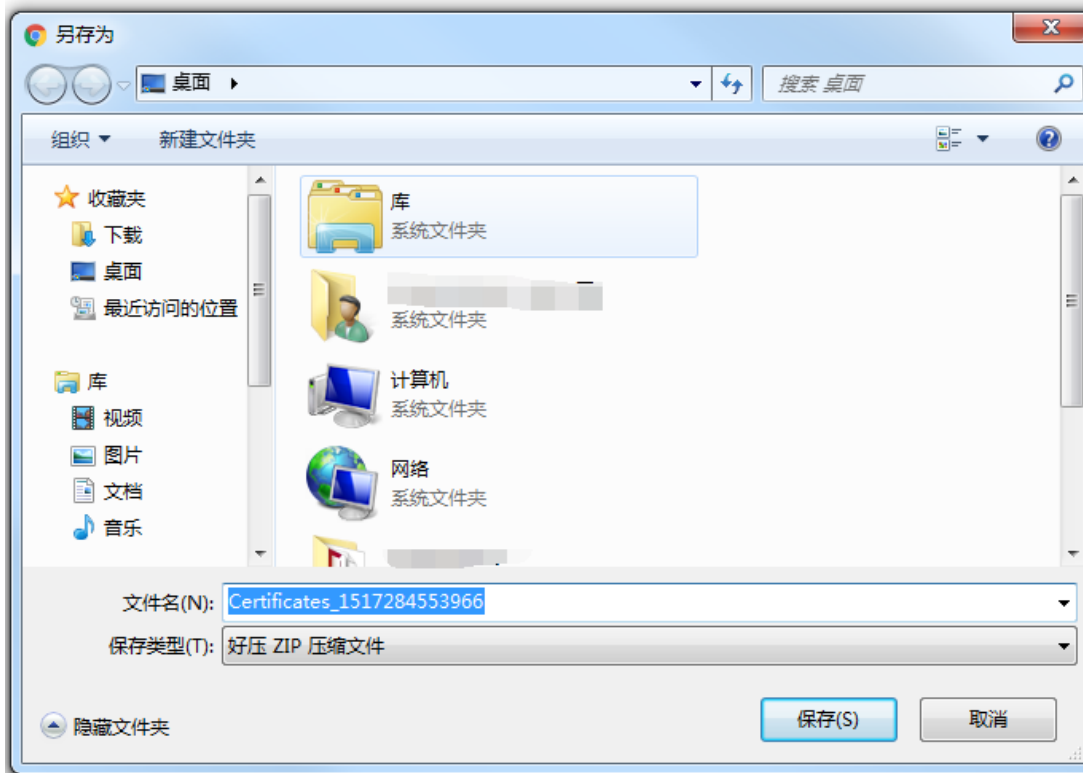 另存为
桌面
搜索 桌面
组织
新建文件夹
收藏夹
下载
桌面
最近访问的位置
库
视频
图片
文档
音乐
库
系统文件夹
系统文件夹
计算机
系统文件夹
网络
系统文件夹
文件名(N): Certificates_1517284553966
保存类型(T): 好压 ZIP 压缩文件
隐藏文件夹
保存(S)
取消